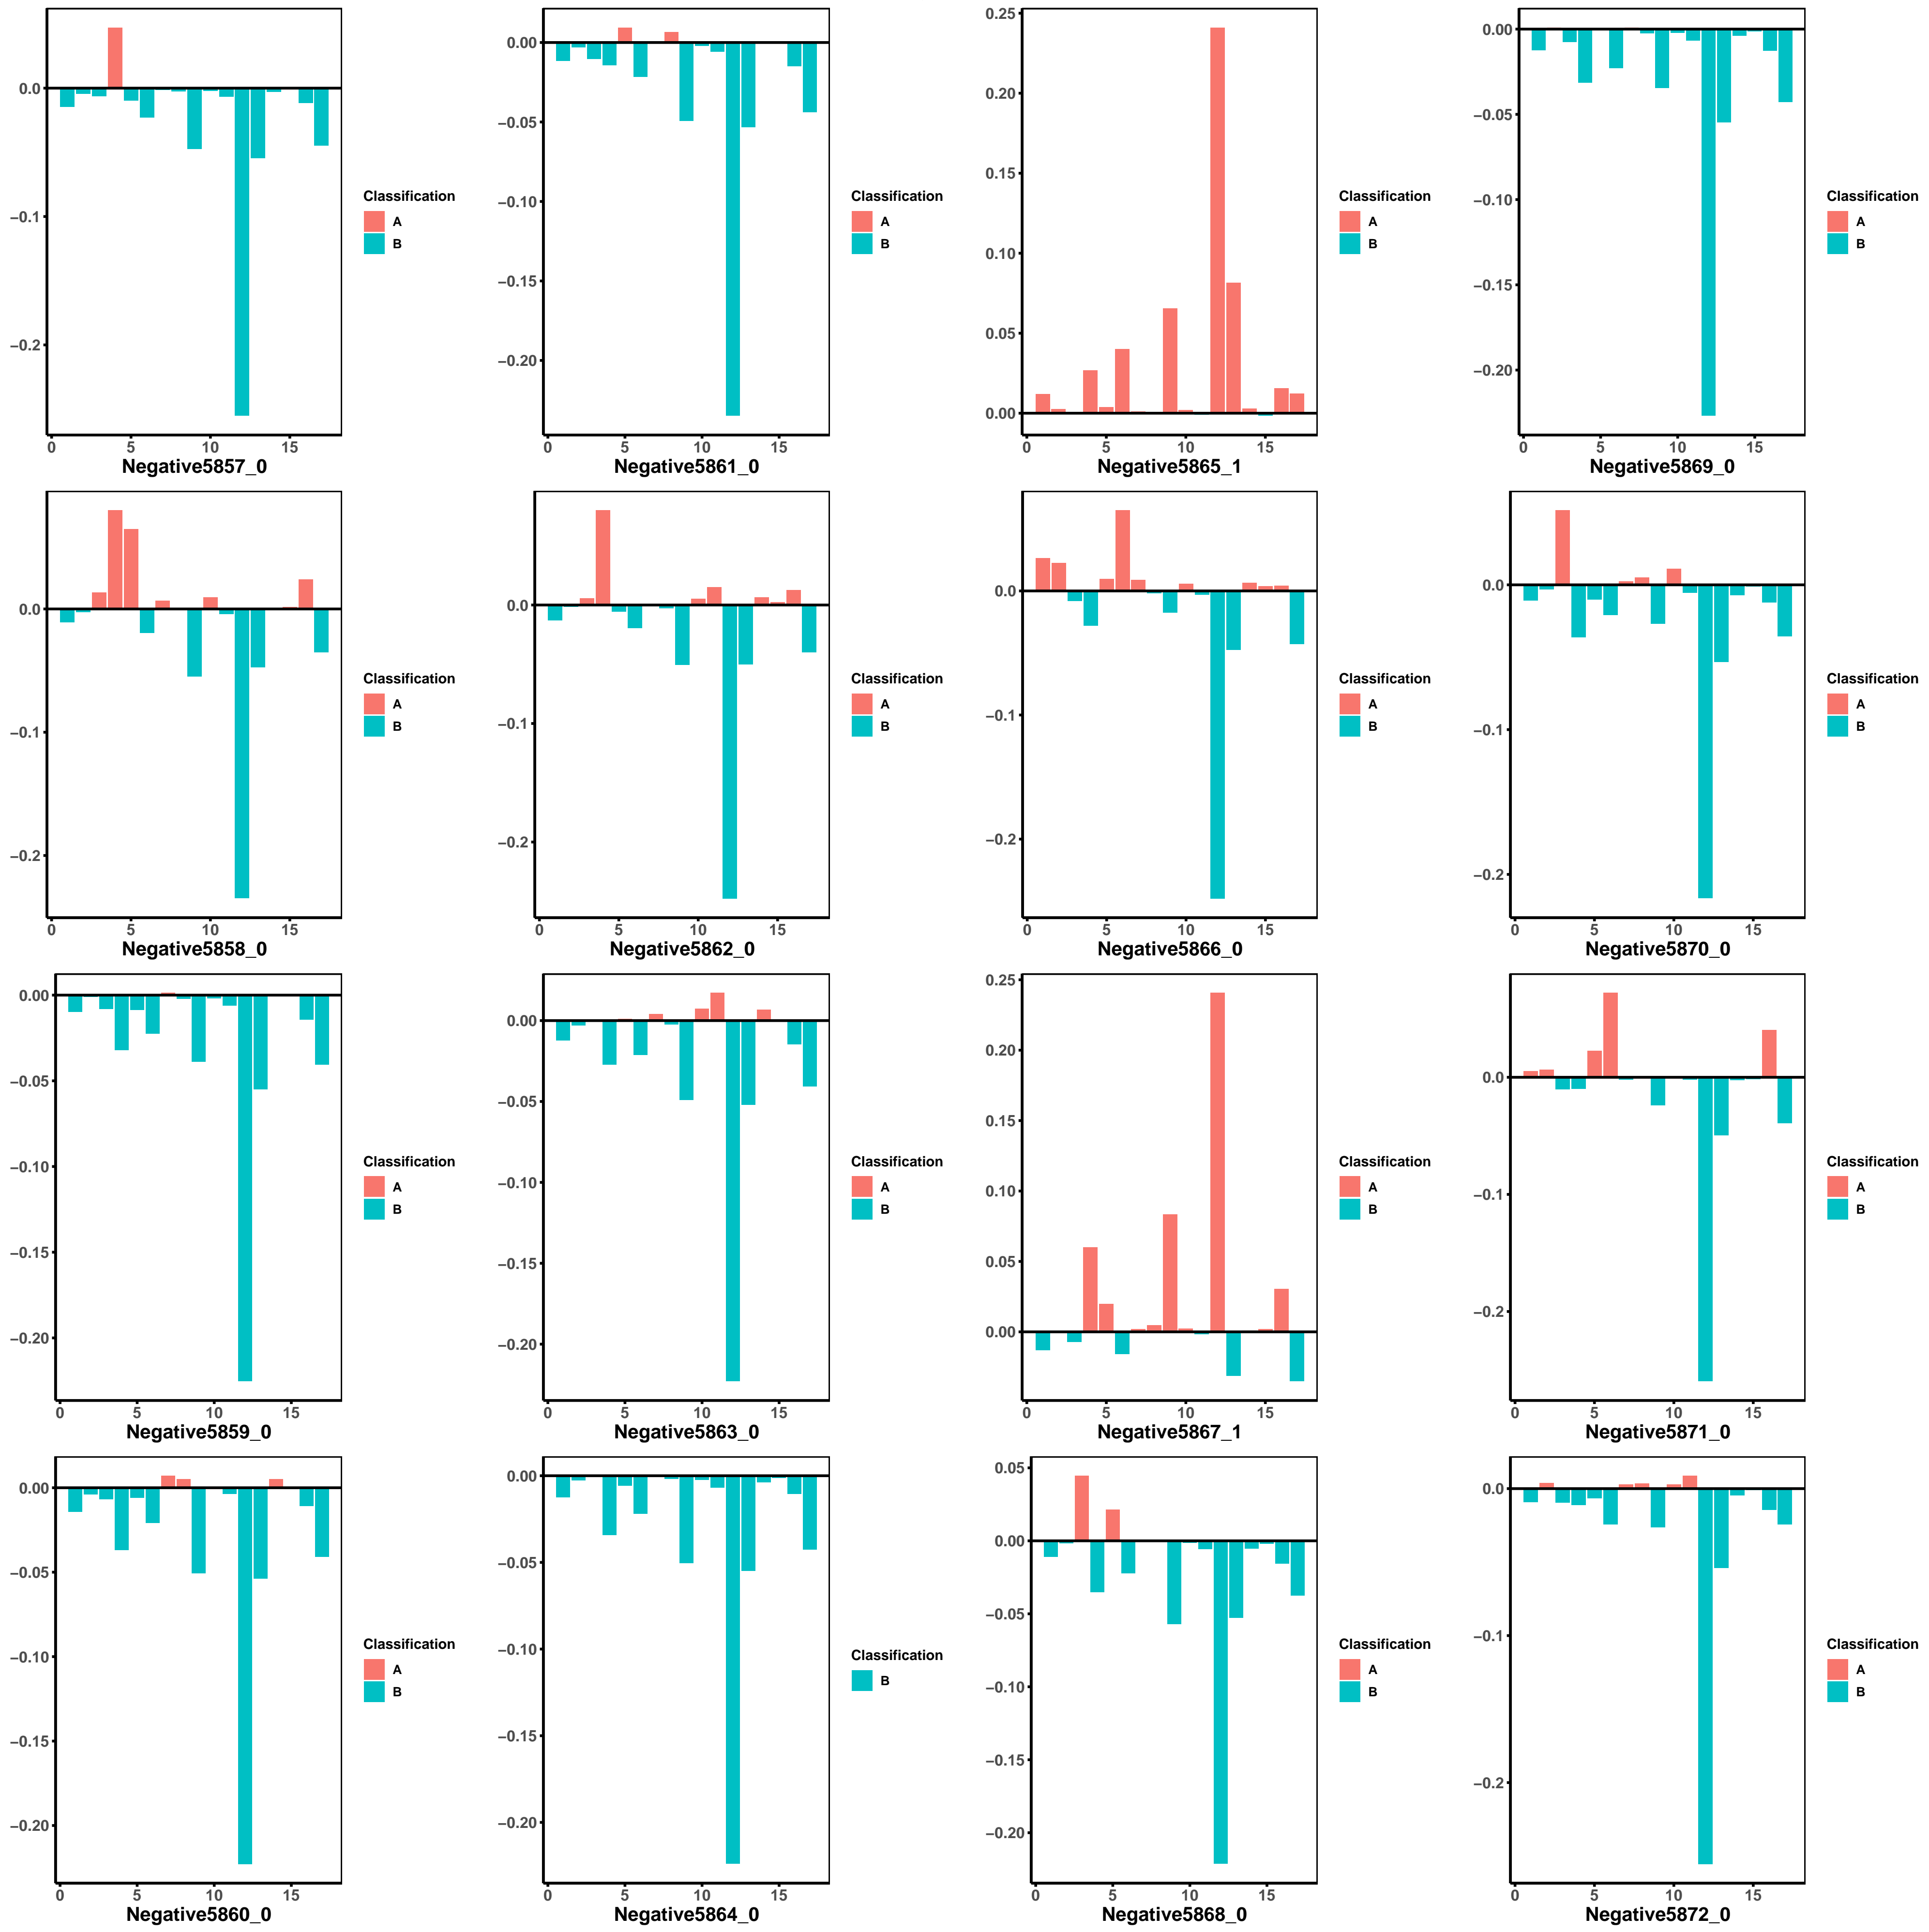 0.0
−0.1
−0.2
0 5 10 15
Negative5857_0
Classification
A
B
0.00
−0.05
−0.10
−0.15
−0.20
0 5 10 15
Negative5861_0
Classification
A
B
0.25
0.20
0.15
0.10
0.05
0.00
0 5 10 15
Negative5865_1
Classification
A
B
0.00
−0.05
−0.10
−0.15
−0.20
0 5 10 15
Negative5869_0
Classification
A
B
0.0
−0.1
−0.2
0 5 10 15
Negative5858_0
Classification
A
B
0.0
−0.1
−0.2
0 5 10 15
Negative5862_0
Classification
A
B
0.0
−0.1
−0.2
0 5 10 15
Negative5866_0
Classification
A
B
0.0
−0.1
−0.2
0 5 10 15
Negative5870_0
Classification
A
B
0.00
−0.05
−0.10
−0.15
−0.20
0 5 10 15
Negative5859_0
Classification
A
B
0.00
−0.05
−0.10
−0.15
−0.20
0 5 10 15
Negative5863_0
Classification
A
B
0.25
0.20
0.15
0.10
0.05
0.00
0 5 10 15
Negative5867_1
Classification
A
B
0.0
−0.1
−0.2
0 5 10 15
Negative5871_0
Classification
A
B
0.00
−0.05
−0.10
−0.15
−0.20
0 5 10 15
Negative5860_0
Classification
A
B
0.00
−0.05
−0.10
−0.15
−0.20
0 5 10 15
Negative5864_0
Classification
B
0.05
0.00
−0.05
−0.10
−0.15
−0.20
0 5 10 15
Negative5868_0
Classification
A
B
0.0
−0.1
−0.2
0 5 10 15
Negative5872_0
Classification
A
B